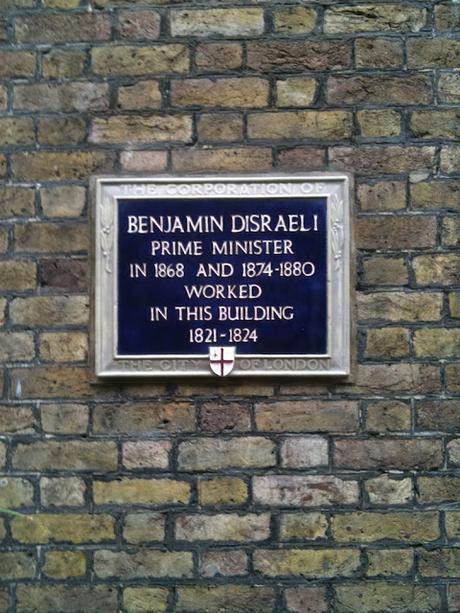 THE CORPORATION OF
BENJAMIN DISRAELI
PRIME MINISTER
IN 1868 AND 1874-1880
WORKED
IN THIS BUILDING
1821-1824
THE CITY OF LONDON